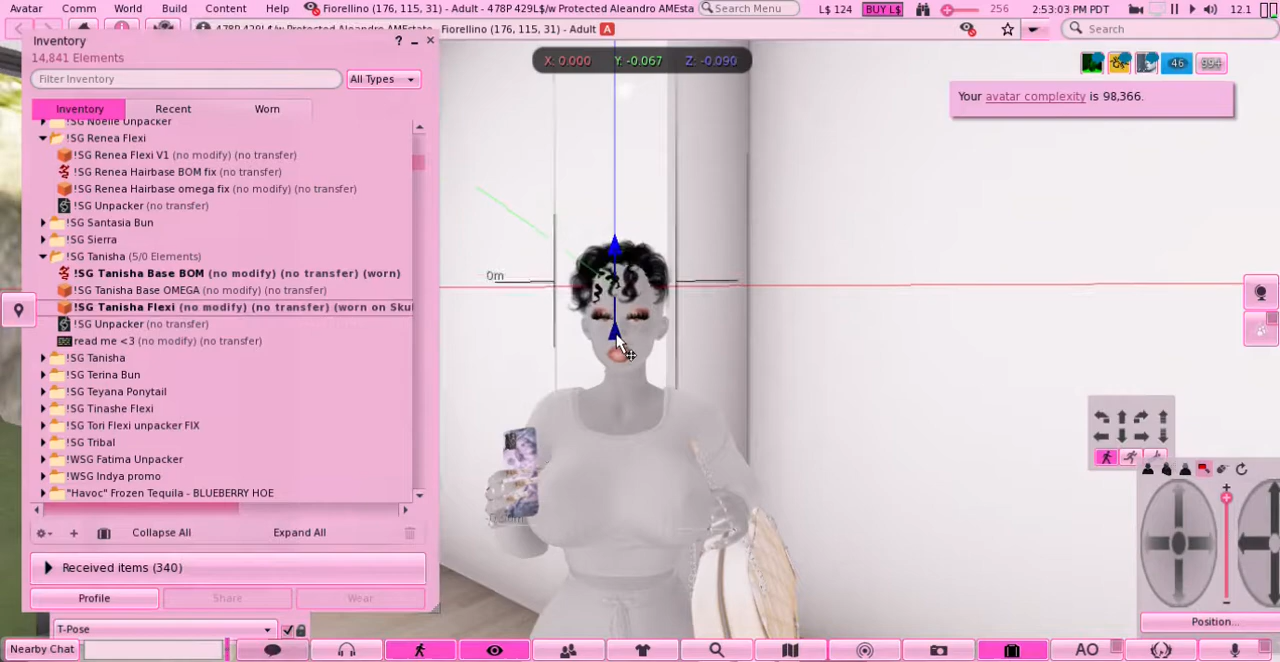 Avatar Comm World Build Content Help Fiorellino (176, 115, 31) - Adult - 478P 429L$/w Protected Aleandro AMEsta Search Menu L$ 124 BUY L$ 256 2:53:03 PM PDT 12.1
Fiorellino (176, 115, 31) - Adult A Search
Inventory ?
14,841 Elements
Filter Inventory All Types
Inventory Recent Worn
X: 0.000 Y: -0.067 Z: -0.090
46 99+
Your avatar complexity is 98,366.
!SG Noelle Unpacker
!SG Renea Flexi
!SG Renea Flexi V1 (no modify) (no transfer)
!SG Renea Hairbase BOM fix (no transfer)
!SG Renea Hairbase omega fix (no modify) (no transfer)
!SG Unpacker (no transfer)
!SG Santasia Bun
!SG Sierra
!SG Tanisha (5/0 Elements)
!SG Tanisha Base BOM (no modify) (no transfer) (worn)
!SG Tanisha Base OMEGA (no modify) (no transfer)
!SG Tanisha Flexi (no modify) (no transfer) (worn on Sku
!SG Unpacker (no transfer)
read me <3 (no modify) (no transfer)
!SG Tanisha
!SG Terina Bun
!SG Teyana Ponytail
!SG Tinashe Flexi
!SG Tori Flexi unpacker FIX
!SG Tribal
!WSG Fatima Unpacker
!WSG Indya promo
"Havoc" Frozen Tequila - BLUEBERRY HOE
0m
Collapse All Expand All
Received items (340)
Profile Share Wear
T-Pose
Position...
Nearby Chat AO